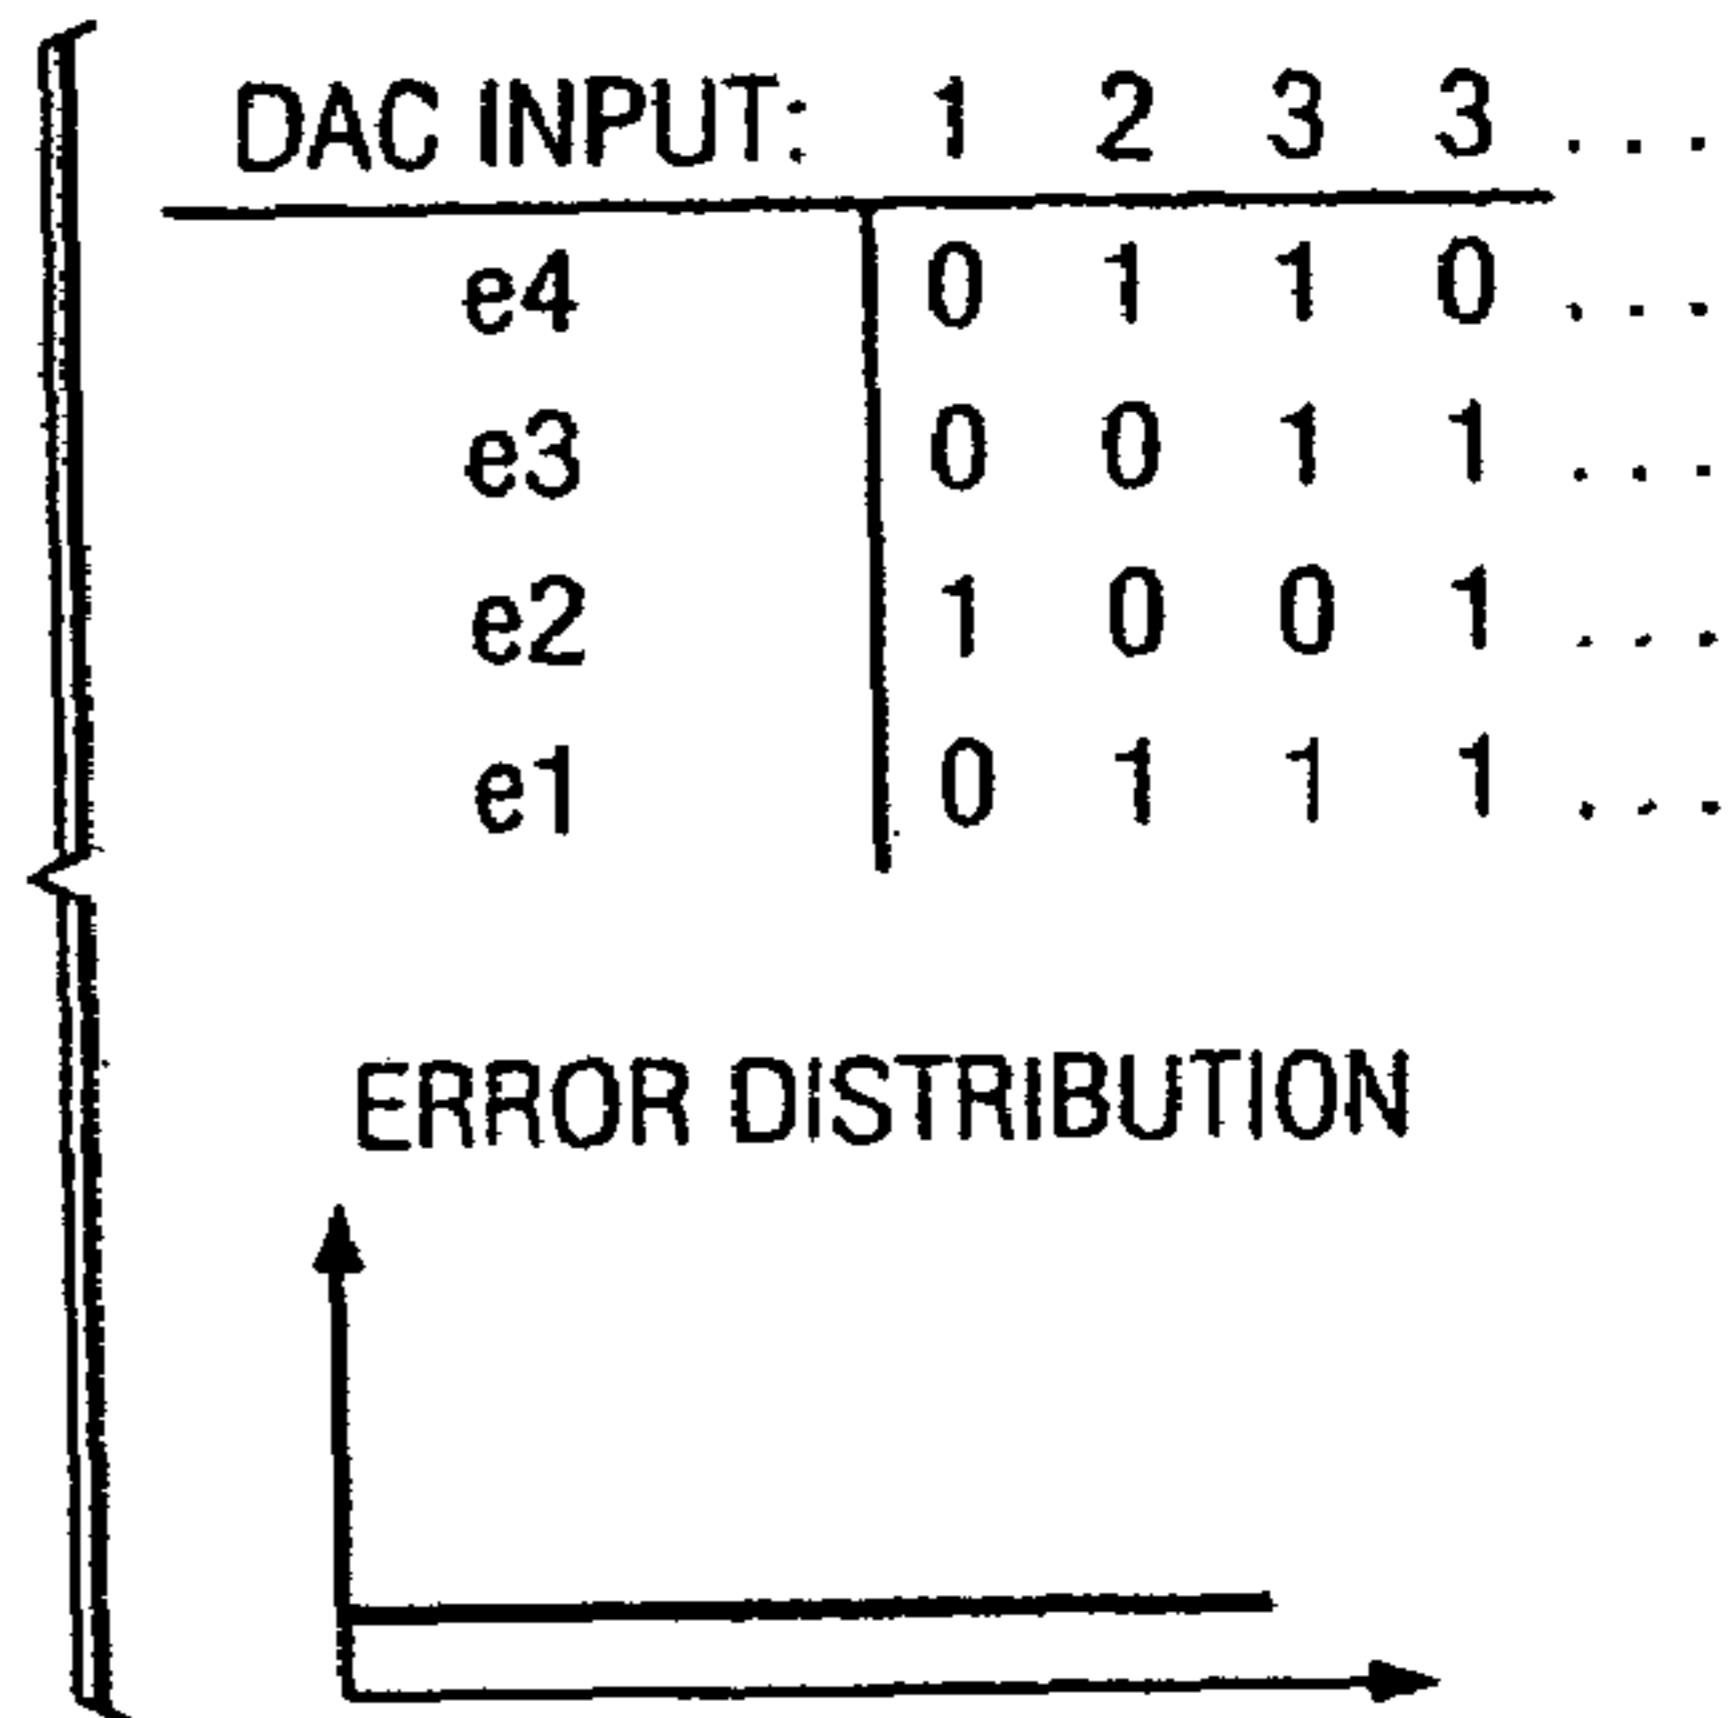 DAC INPUT: 1 2 3 3 . . .
e4 0 1 1 0 . . .
e3 0 0 1 1 . . .
e2 1 0 0 1 . . .
e1 0 1 1 1 . . .
ERROR DISTRIBUTION